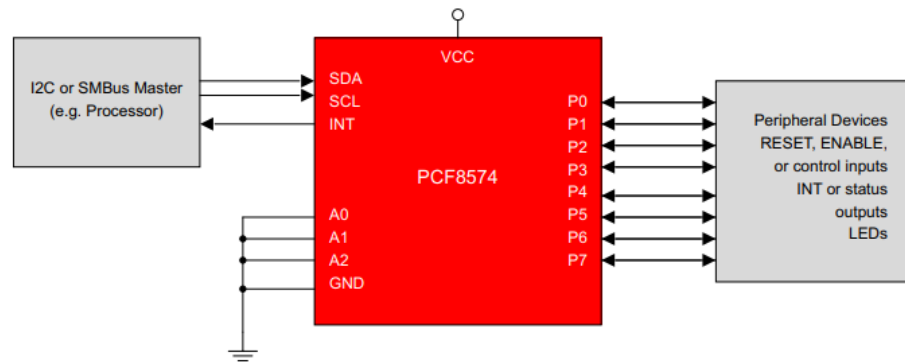 I2C or SMBus Master
(e.g. Processor)
VCC
SDA
SCL
INT
A0
A1
A2
GND
PCF8574
P0
P1
P2
P3
P4
P5
P6
P7
Peripheral Devices
RESET, ENABLE,
or control inputs
INT or status
outputs
LEDs